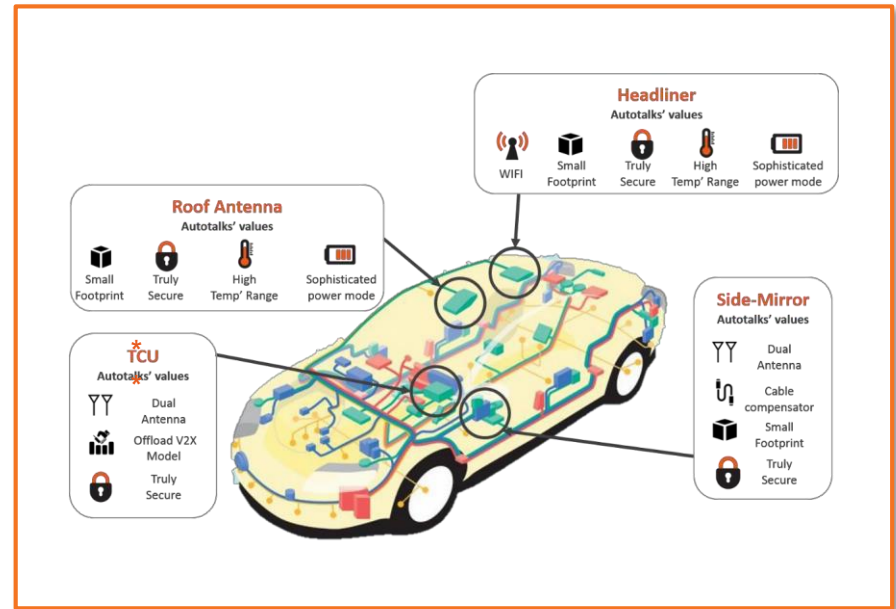 Headliner
Autotalks' values
WIFI
Small
Footprint
Truly
Secure
High
Temp' Range
Sophisticated
power mode
Roof Antenna
Autotalks' values
Small
Footprint
Truly
Secure
High
Temp' Range
Sophisticated
power mode
Side-Mirror
Autotalks' values
Dual
Antenna
Cable
compensator
Small
Footprint
Truly
Secure
*
TCU
Autotalks' values
*
Dual
Antenna
Offload V2X
Model
Truly
Secure